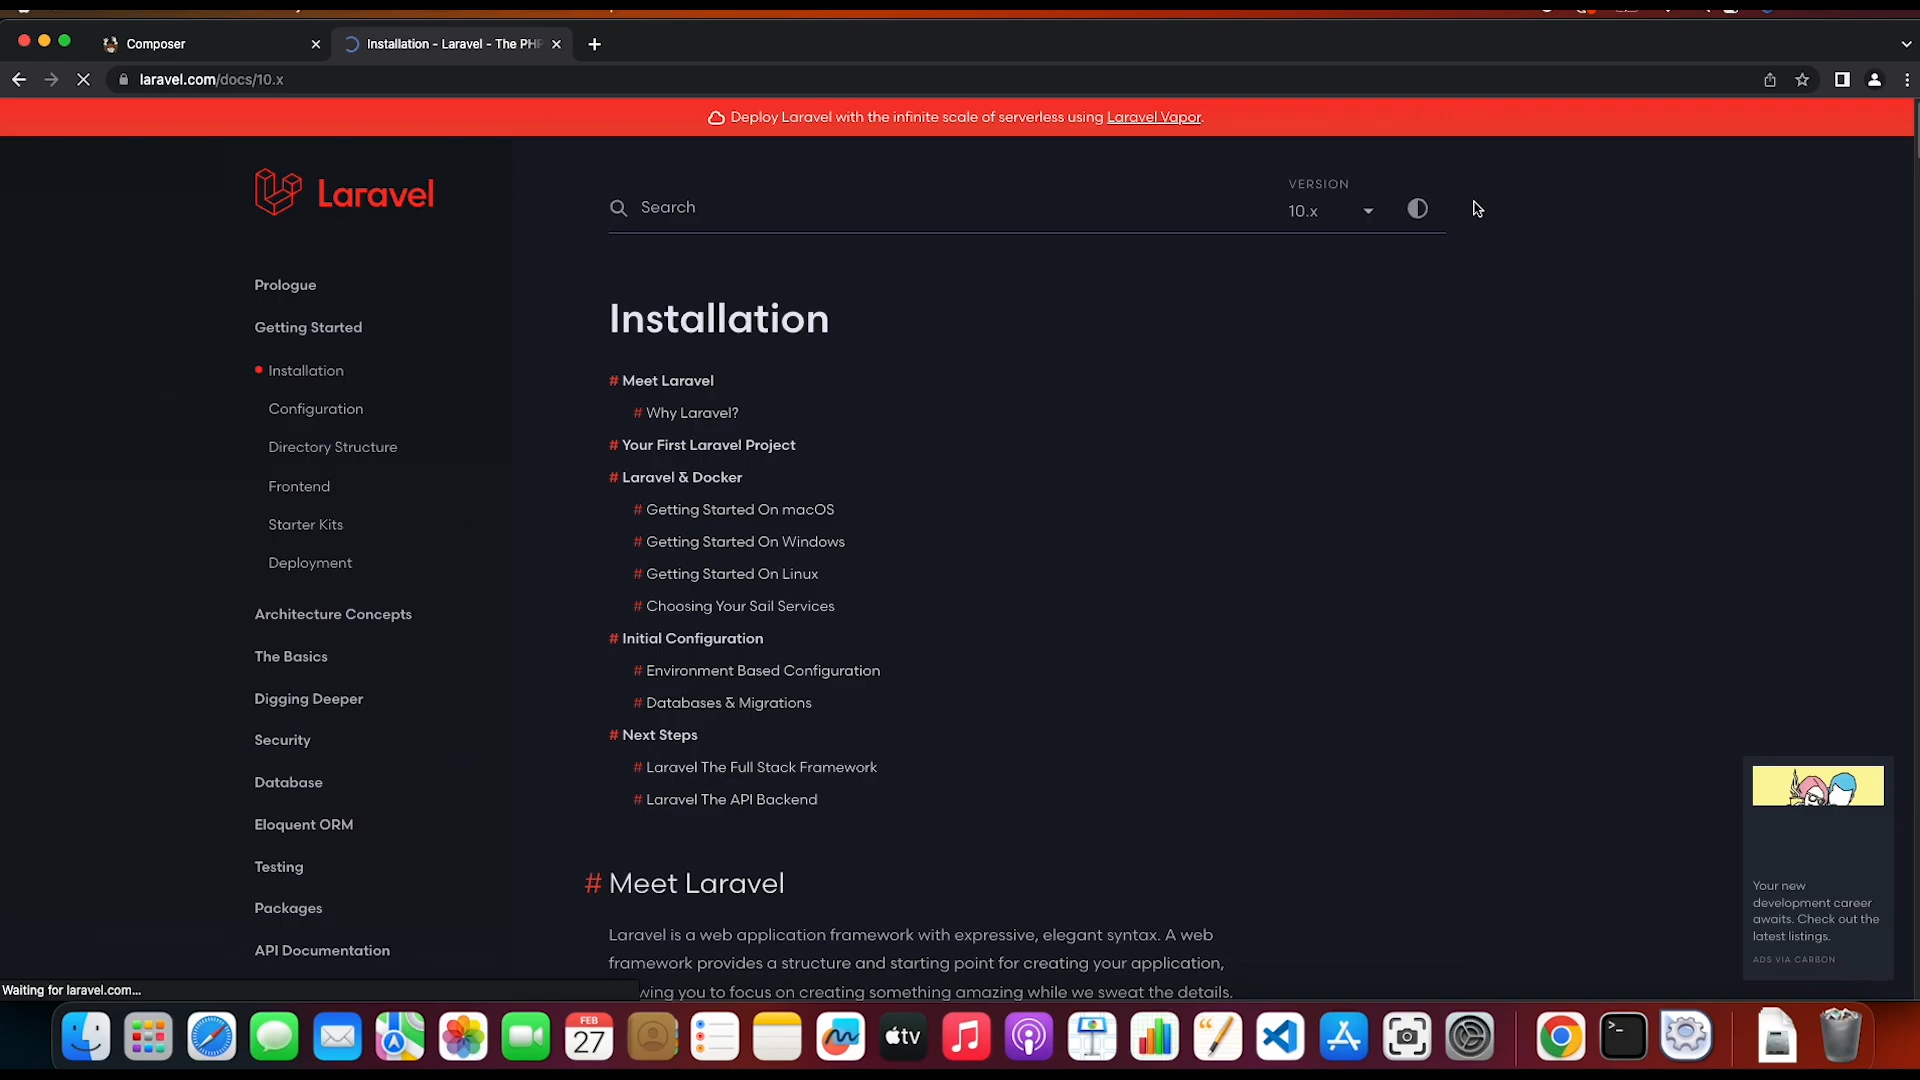 Composer
Installation - Laravel - The PHP
laravel.com/docs/10.x
Deploy Laravel with the infinite scale of serverless using Laravel Vapor.
Laravel
Search
VERSION
10.x
Prologue
Getting Started
Installation
Configuration
Directory Structure
Frontend
Starter Kits
Deployment
Architecture Concepts
The Basics
Digging Deeper
Security
Database
Eloquent ORM
Testing
Packages
API Documentation
Installation
# Meet Laravel
# Why Laravel?
# Your First Laravel Project
# Laravel & Docker
# Getting Started On macOS
# Getting Started On Windows
# Getting Started On Linux
# Choosing Your Sail Services
# Initial Configuration
# Environment Based Configuration
# Databases & Migrations
# Next Steps
# Laravel The Full Stack Framework
# Laravel The API Backend
# Meet Laravel
Laravel is a web application framework with expressive, elegant syntax. A web
framework provides a structure and starting point for creating your application,
wing you to focus on creating something amazing while we sweat the details.
Your new
development career
awaits. Check out the
latest listings.
ADS VIA CARBON
Waiting for laravel.com...
FEB
27
tv